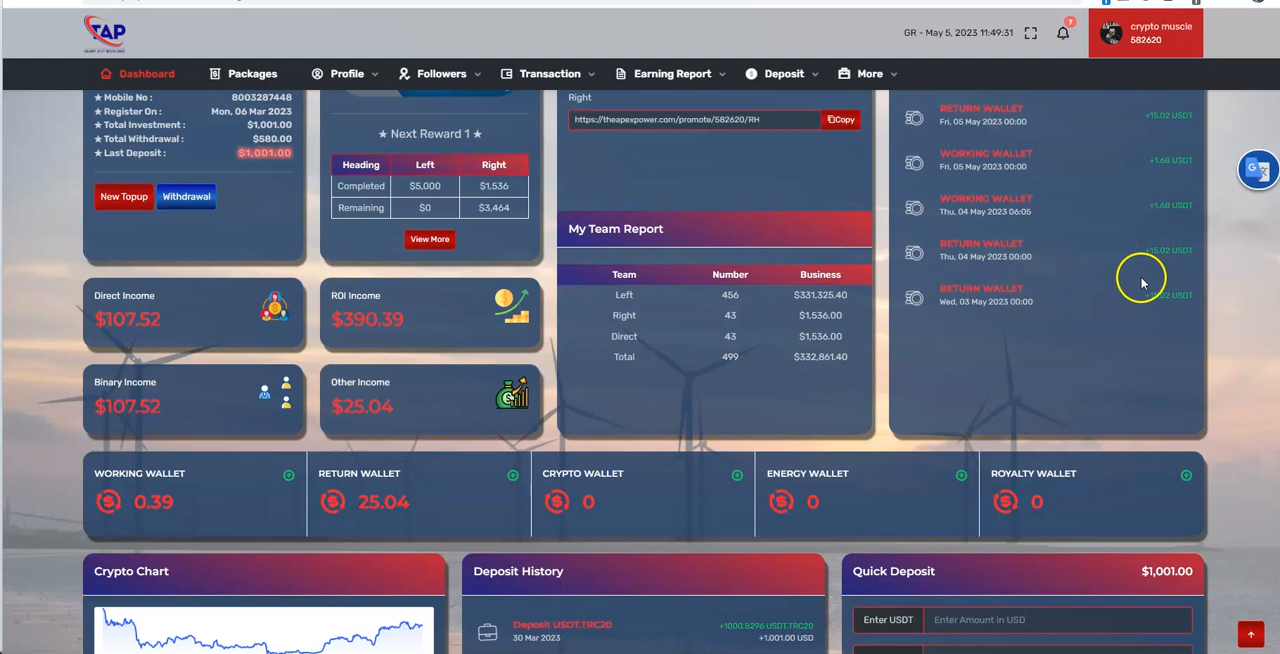 TAP
GR - May 5, 2023 11:49:31
7
crypto muscle
582620
Dashboard
Packages
Profile
Followers
Transaction
Earning Report
Deposit
More
★ Mobile No : 8003287448
★ Register On : Mon, 06 Mar 2023
★ Total Investment : $1,001.00
★ Total Withdrawal : $580.00
★ Last Deposit : $1,001.00
New Topup
Withdrawal
★ Next Reward 1 ★
Heading Left Right
Completed $5,000 $1,536
Remaining $0 $3,464
View More
Right
https://theapexpower.com/promote/582620/RH
Copy
My Team Report
Team Number Business
Left 456 $331,325.40
Right 43 $1,536.00
Direct 43 $1,536.00
Total 499 $332,861.40
RETURN WALLET
Fri, 05 May 2023 00:00
+15.02 USDT
WORKING WALLET
Fri, 05 May 2023 00:00
+1.68 USDT
WORKING WALLET
Thu, 04 May 2023 06:05
+1.68 USDT
RETURN WALLET
Thu, 04 May 2023 00:00
+15.02 USDT
RETURN WALLET
Wed, 03 May 2023 00:00
USDT
Direct Income
$107.52
ROI Income
$390.39
Binary Income
$107.52
Other Income
$25.04
WORKING WALLET
0.39
RETURN WALLET
25.04
CRYPTO WALLET
0
ENERGY WALLET
0
ROYALTY WALLET
0
Crypto Chart
Deposit History
Deposit USDT.TRC20
30 Mar 2023
+1000.8296 USDT.TRC20
+1,001.00 USD
Quick Deposit
$1,001.00
Enter USDT
Enter Amount in USD